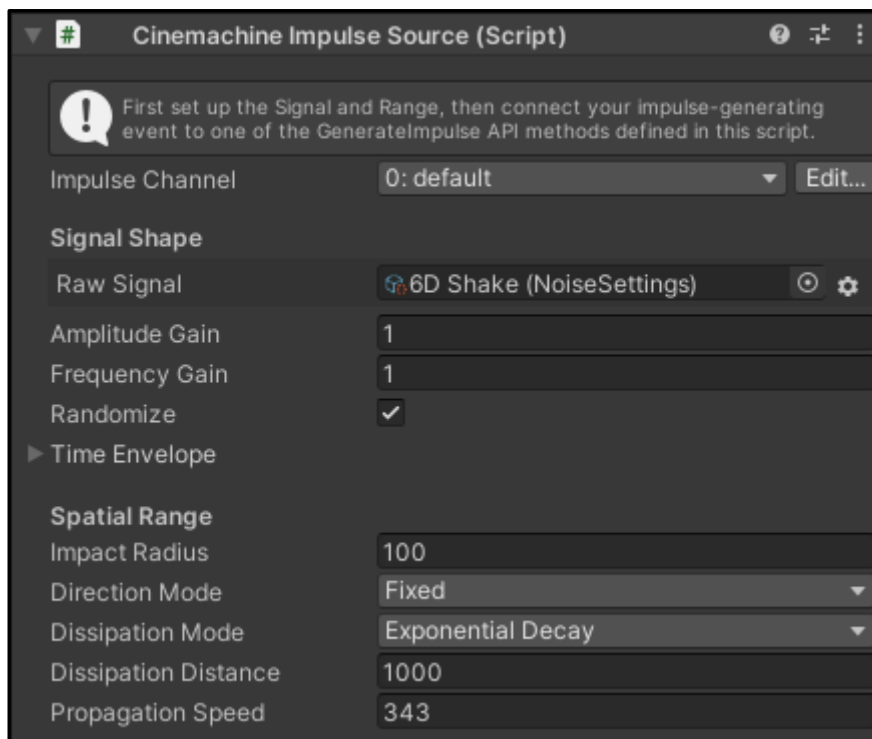 # Cinemachine Impulse Source (Script)
First set up the Signal and Range, then connect your impulse-generating
event to one of the GenerateImpulse API methods defined in this script.
Impulse Channel 0: default Edit...
Signal Shape
Raw Signal 6D Shake (NoiseSettings)
Amplitude Gain 1
Frequency Gain 1
Randomize
Time Envelope
Spatial Range
Impact Radius 100
Direction Mode Fixed
Dissipation Mode Exponential Decay
Dissipation Distance 1000
Propagation Speed 343